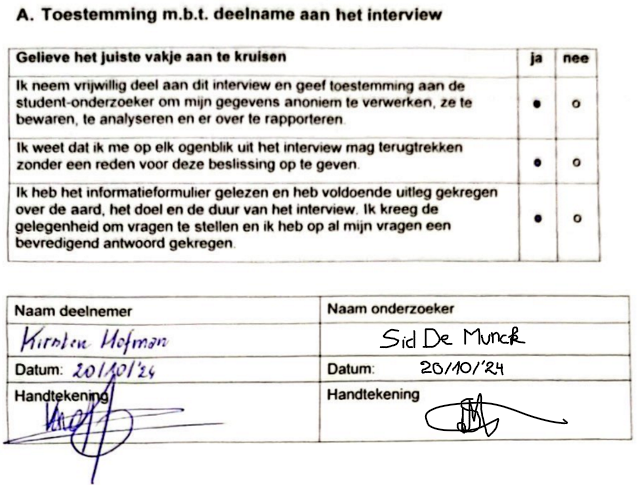 A. Toestemming m.b.t. deelname aan het interview
Gelieve het juiste vakje aan te kruisen ja nee
Ik neem vrijwillig deel aan dit interview en geef toestemming aan de
student-onderzoeker om mijn gegevens anoniem te verwerken, ze te
bewaren, te analyseren en er over te rapporteren.
Ik weet dat ik me op elk ogenblik uit het interview mag terugtrekken
zonder een reden voor deze beslissing op te geven.
Ik heb het informatieformulier gelezen en heb voldoende uitleg gekregen
over de aard, het doel en de duur van het interview. Ik kreeg de
gelegenheid om vragen te stellen en ik heb op al mijn vragen een
bevredigend antwoord gekregen.
Naam deelnemer Naam onderzoeker
Kirsten Hofman Sid De Munck
Datum: 20/10/'24 Datum: 20/10/'24
Handtekening Handtekening